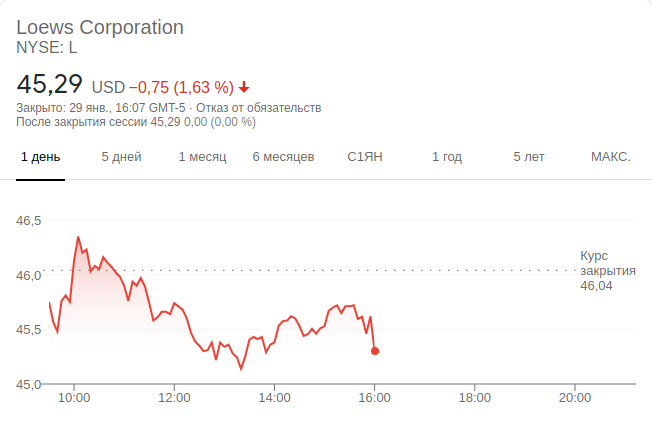 Loews Corporation
NYSE: L
45,29 USD −0,75 (1,63 %)
Закрыто: 29 янв., 16:07 GMT-5 · Отказ от обязательств
После закрытия сессии 45,29 0,00 (0,00 %)
1 день 5 дней 1 месяц 6 месяцев С1ЯН 1 год 5 лет МАКС.
46,5
Курс
46,0 закрытия
46,04
45,5
45,0
10:00 12:00 14:00 16:00 18:00 20:00